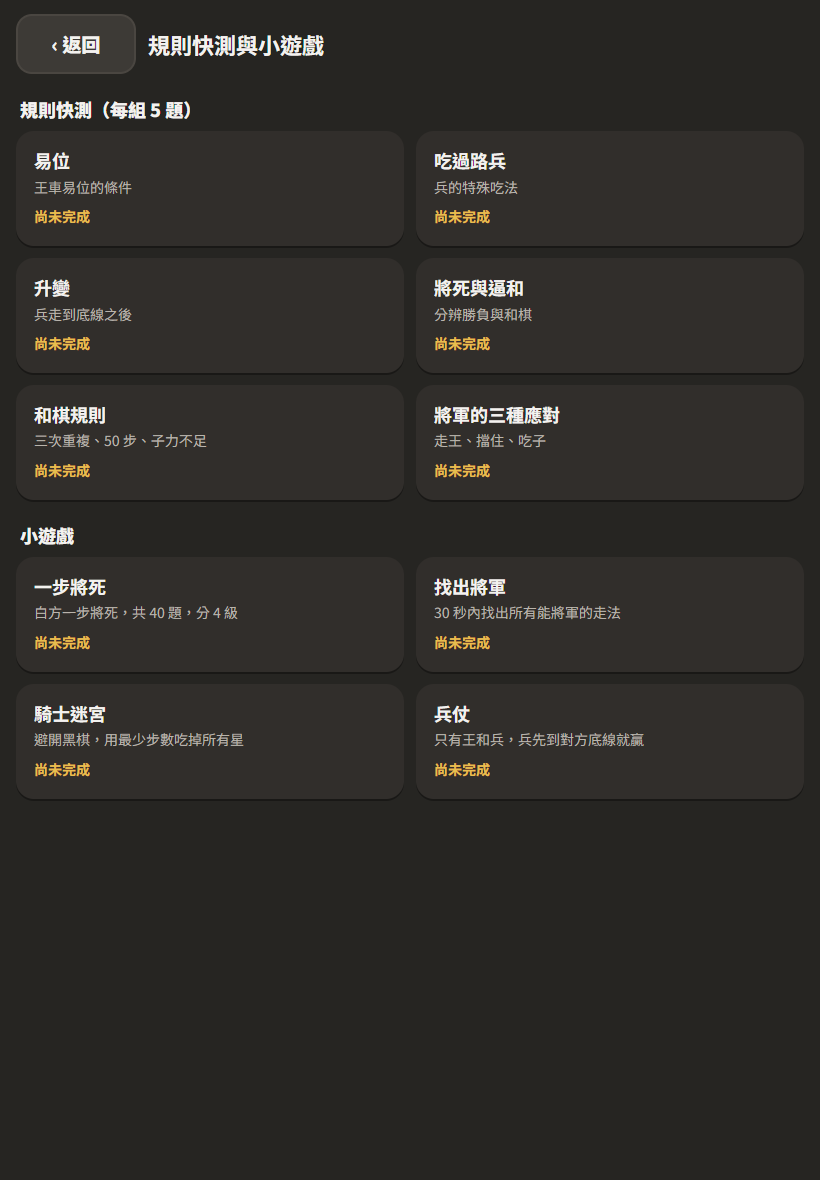 ‹ 返回
規則快測與小遊戲
規則快測（每組 5 題）
易位
王車易位的條件
尚未完成
吃過路兵
兵的特殊吃法
尚未完成
升變
兵走到底線之後
尚未完成
將死與逼和
分辨勝負與和棋
尚未完成
和棋規則
三次重複、50 步、子力不足
尚未完成
將軍的三種應對
走王、擋住、吃子
尚未完成
小遊戲
一步將死
白方一步將死，共 40 題，分 4 級
尚未完成
找出將軍
30 秒內找出所有能將軍的走法
尚未完成
騎士迷宮
避開黑棋，用最少步數吃掉所有星
尚未完成
兵仗
只有王和兵，兵先到對方底線就贏
尚未完成